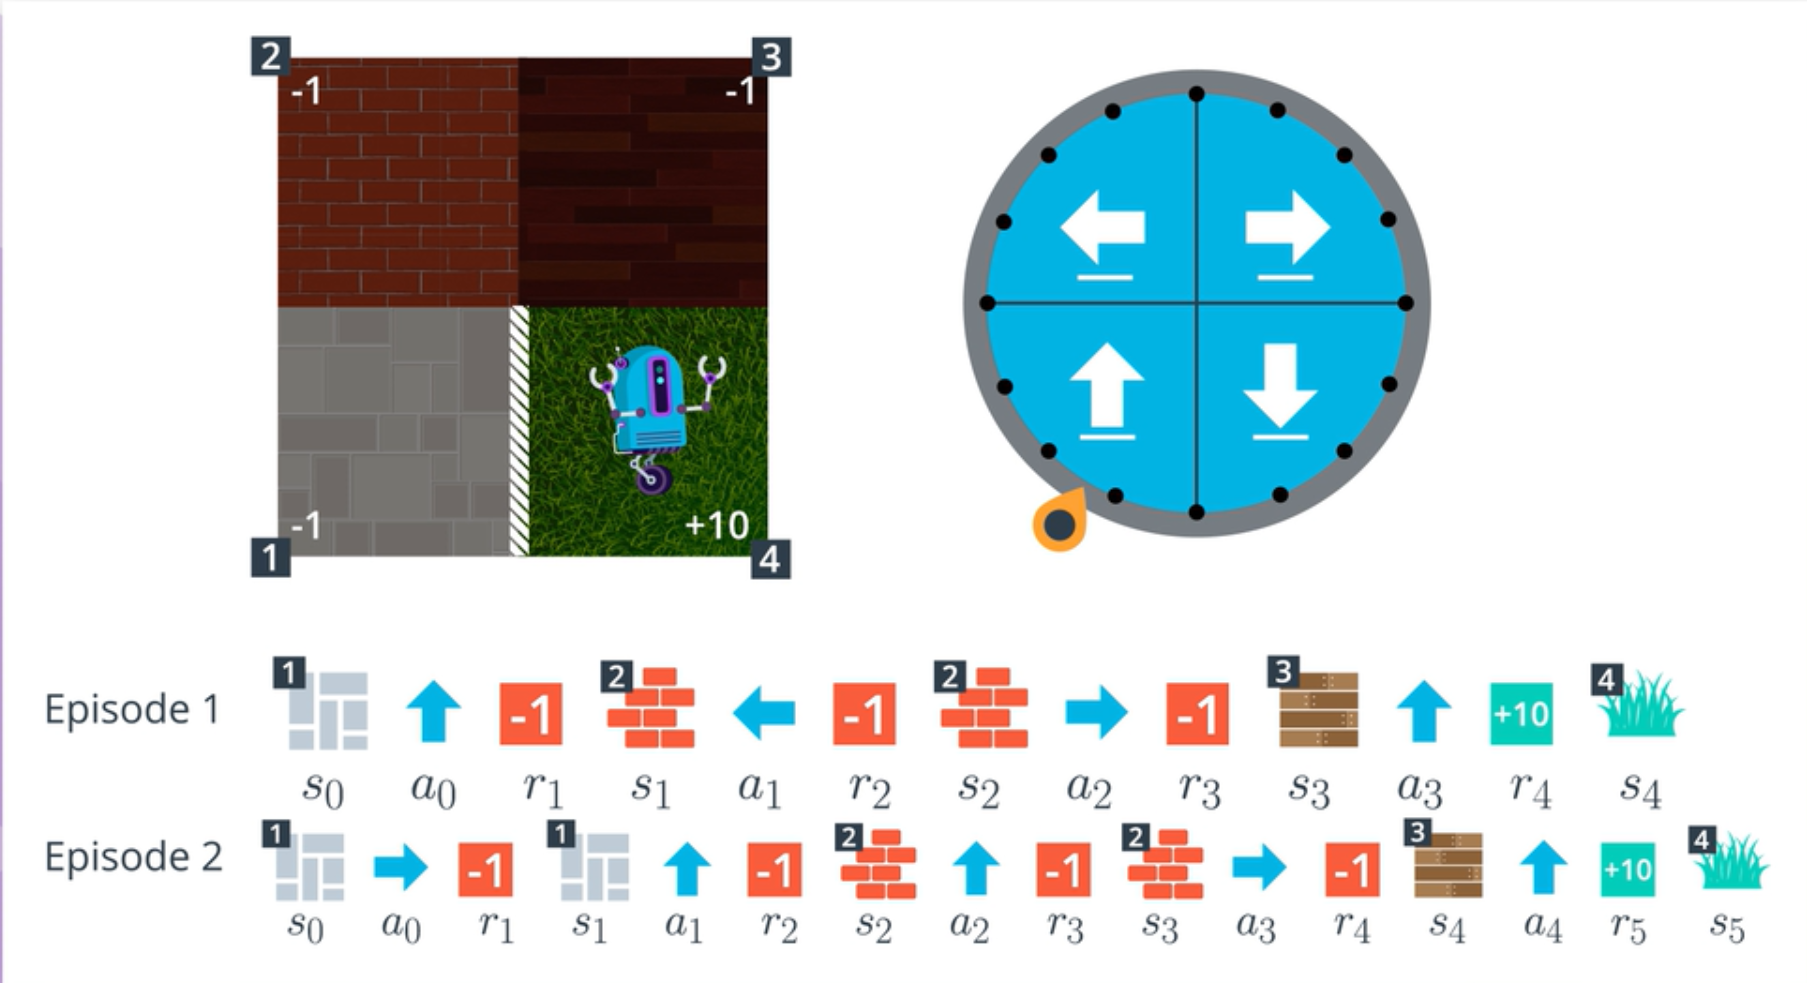 2 3
-1 -1
-1 +10
1 4
1 2 2 3 4
Episode 1 -1 -1 -1 +10
s0 a0 r1 s1 a1 r2 s2 a2 r3 s3 a3 r4 s4
1 1 2 2 3 4
Episode 2 -1 -1 -1 -1 +10
s0 a0 r1 s1 a1 r2 s2 a2 r3 s3 a3 r4 s4 a4 r5 s5